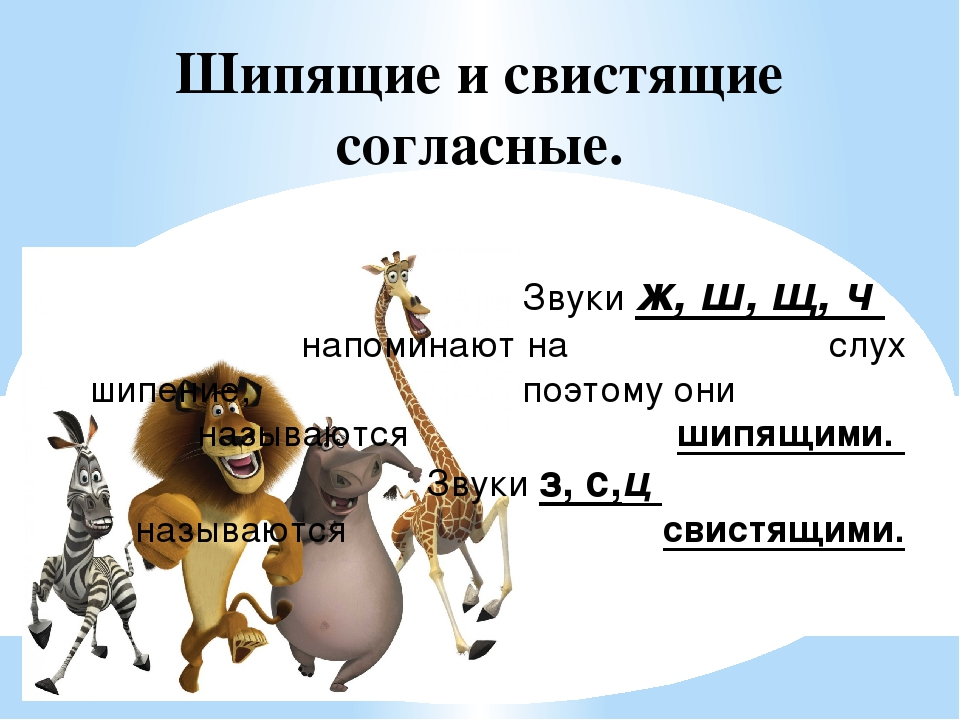 Шипящие и свистящие
согласные.
Звуки ж, ш, щ, ч
напоминают на слух
шипение, поэтому они
называются шипящими.
Звуки з, с,ц
называются свистящими.